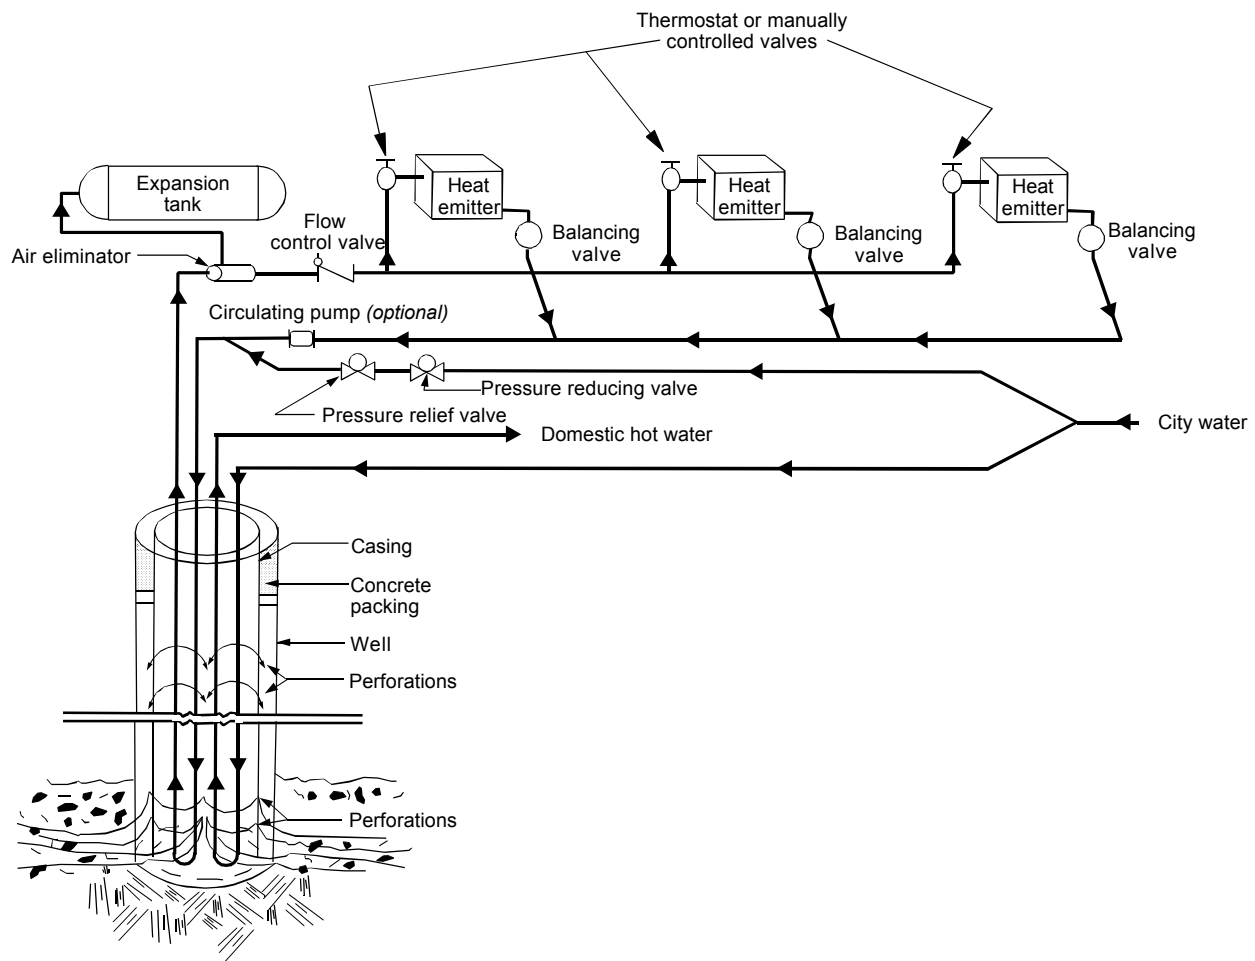 Thermostat or manually
controlled valves
Expansion
tank
Heat
emitter
Heat
emitter
Heat
emitter
Flow
control valve
Balancing
valve
Balancing
valve
Balancing
valve
Air eliminator
Circulating pump (optional)
Pressure reducing valve
Pressure relief valve
City water
Domestic hot water
Casing
Concrete
packing
Well
Perforations
Perforations